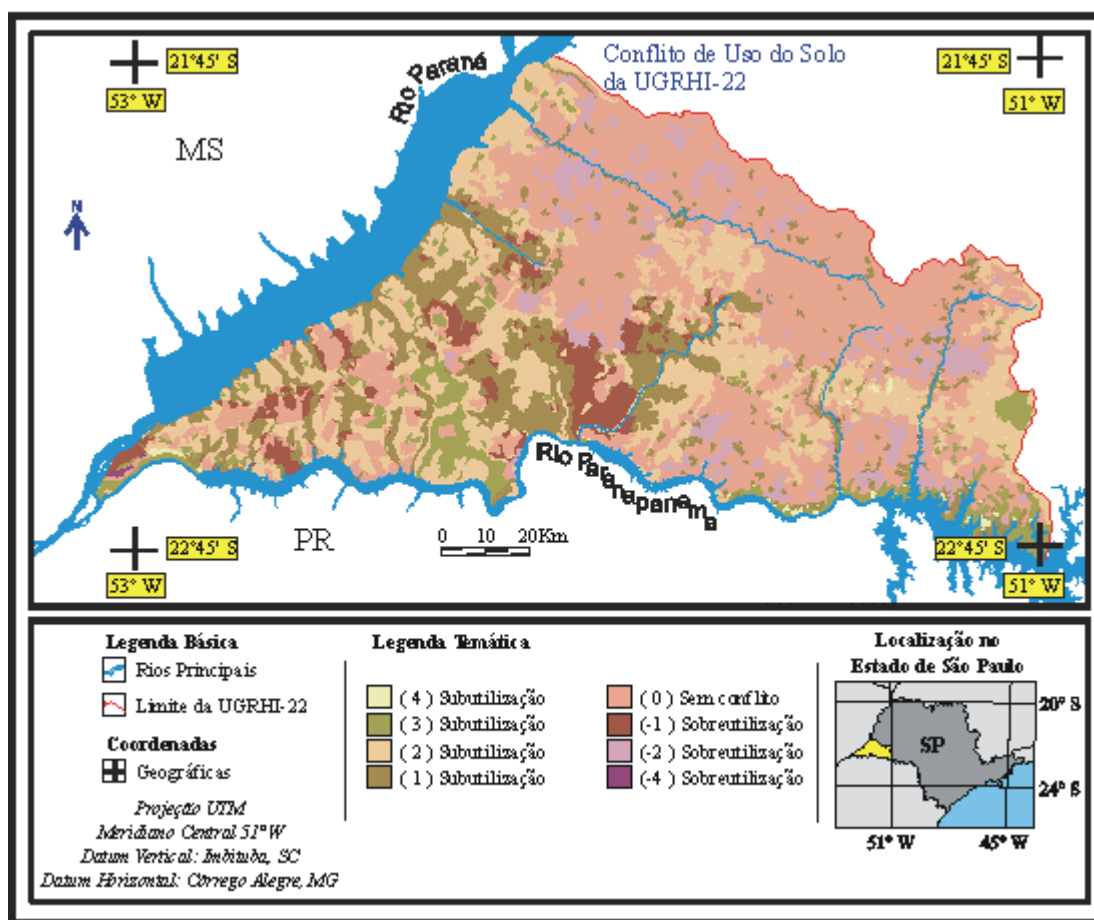 Conflito de Uso do Solo
da UGRHI-22
21°45' S
53° W
21°45' S
51° W
Rio Paraná
MS
N
Rio Paranapanema
PR
0 10 20Km
22°45' S
53° W
22°45' S
51° W
Legenda Básica
Rios Principais
Limite da UGRHI-22
Coordenadas
Geográficas
Projeção UTM
Meridiano Central 51°W
Datum Vertical: Imbituba, SC
Datum Horizontal: Córrego Alegre, MG
Legenda Temática
( 4 ) Subutilização
( 3 ) Subutilização
( 2 ) Subutilização
( 1 ) Subutilização
( 0 ) Sem conflito
(-1 ) Sobreutilização
(-2 ) Sobreutilização
(-4 ) Sobreutilização
Localização no
Estado de São Paulo
SP
20° S
24° S
51° W
45° W